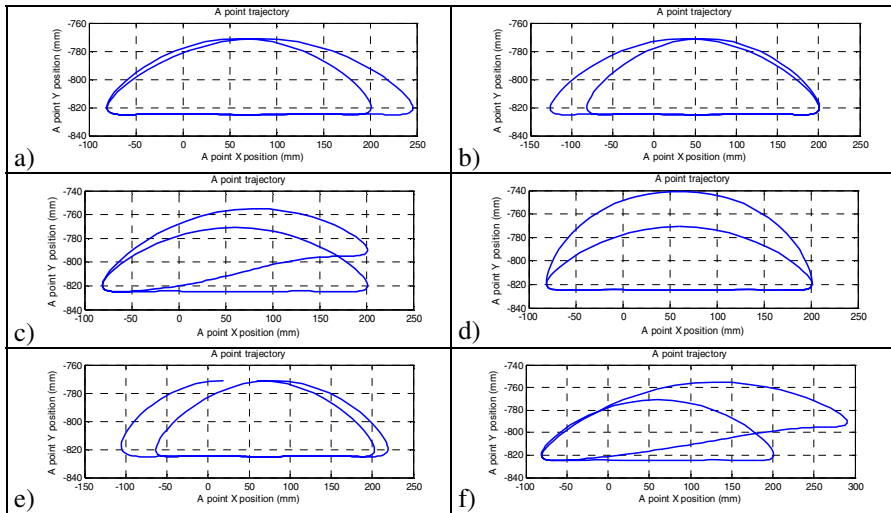 A point trajectory
A point Y position (mm)
-760
-780
-800
-820
-840
-100 -50 0 50 100 150 200 250
A point X position (mm)
a)
A point trajectory
A point Y position (mm)
-760
-780
-800
-820
-840
-150 -100 -50 0 50 100 150 200 250
A point X position (mm)
b)
A point trajectory
A point Y position (mm)
-740
-760
-780
-800
-820
-840
-100 -50 0 50 100 150 200 250
A point X position (mm)
c)
A point trajectory
A point Y position (mm)
-740
-760
-780
-800
-820
-840
-100 -50 0 50 100 150 200 250
A point X position (mm)
d)
A point trajectory
A point Y position (mm)
-760
-780
-800
-820
-840
-150 -100 -50 0 50 100 150 200 250
A point X position (mm)
e)
A point trajectory
A point Y position (mm)
-740
-760
-780
-800
-820
-840
-100 -50 0 50 100 150 200 250 300
A point X position (mm)
f)